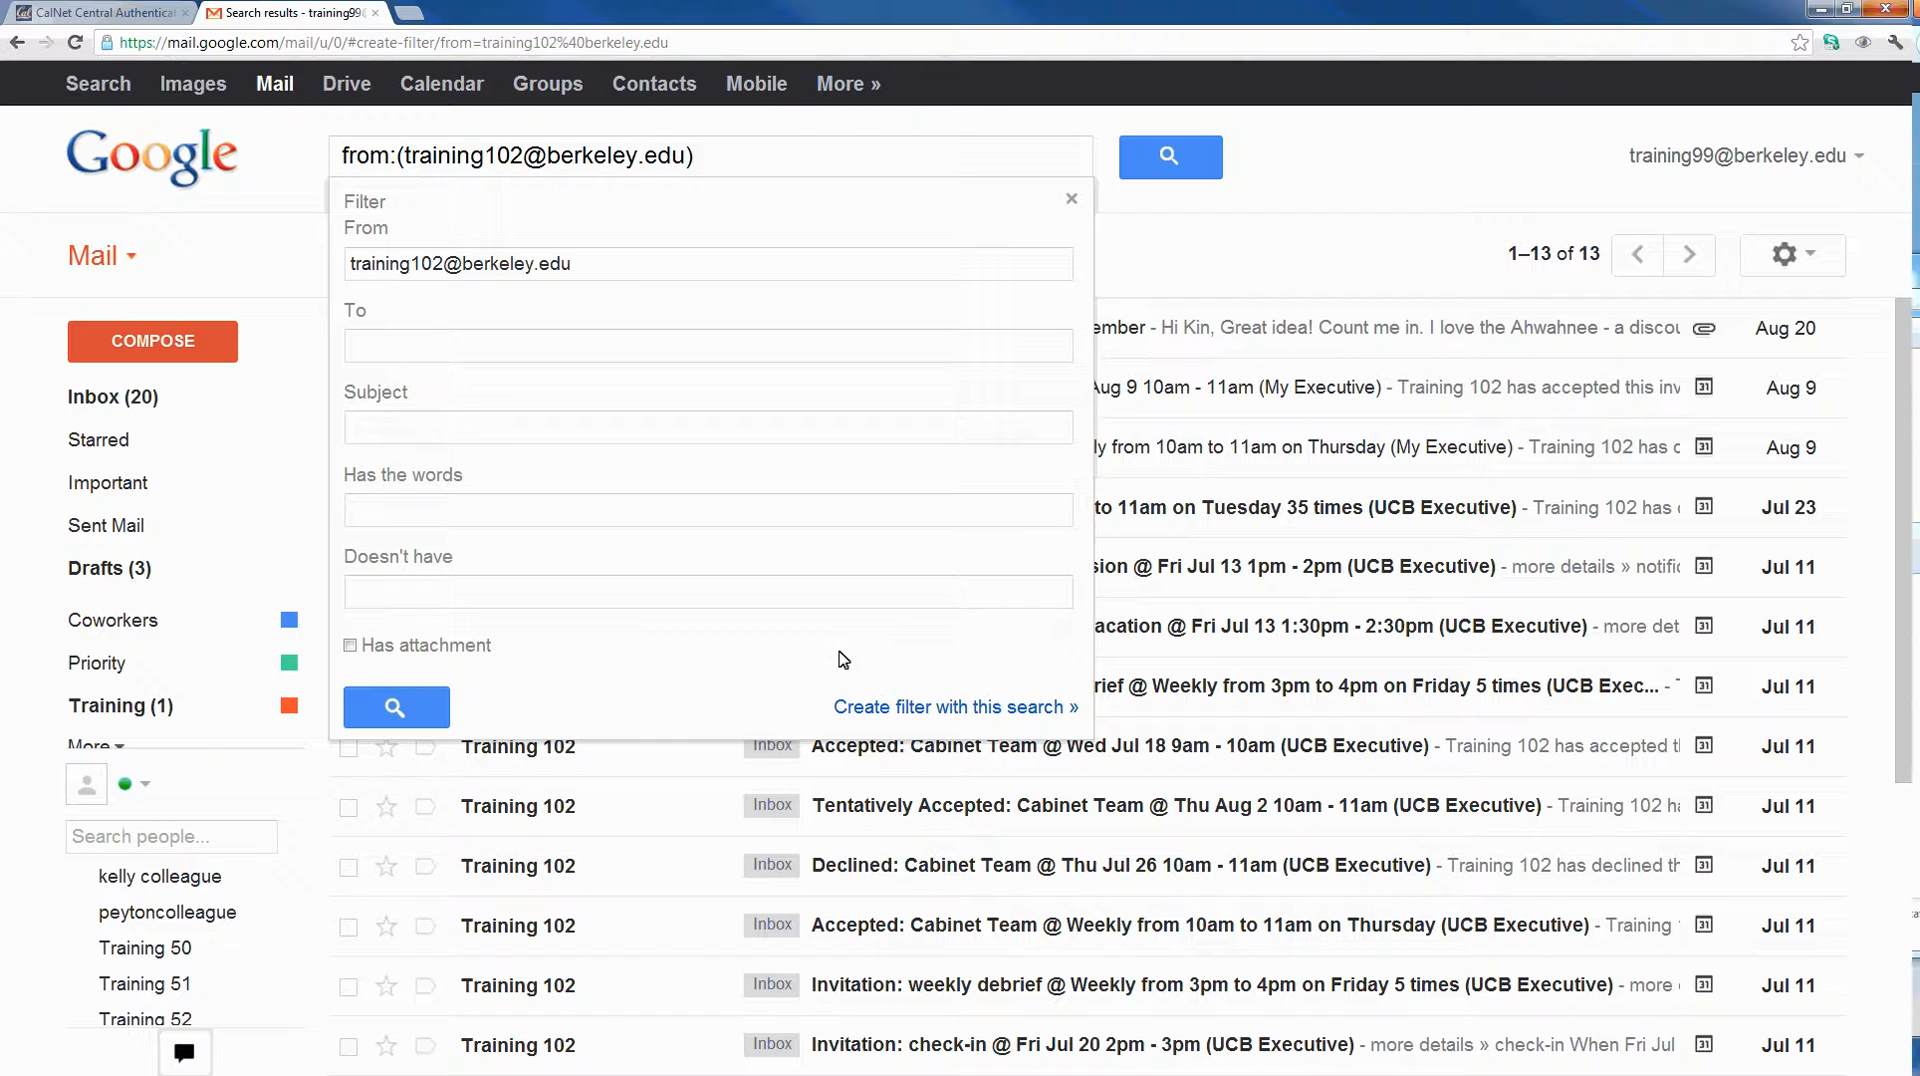 CalNet Central Authenticat
Search results - training99@
https://mail.google.com/mail/u/0/#create-filter/from=training102%40berkeley.edu
Search Images Mail Drive Calendar Groups Contacts Mobile More »
Google
from:(training102@berkeley.edu)
training99@berkeley.edu
Filter
From
training102@berkeley.edu
To
Subject
Has the words
Doesn't have
Has attachment
Create filter with this search »
Mail
1–13 of 13
COMPOSE
Inbox (20)
Starred
Important
Sent Mail
Drafts (3)
Coworkers
Priority
Training (1)
More
Search people...
kelly colleague
peytoncolleague
Training 50
Training 51
Training 52
ember - Hi Kin, Great idea! Count me in. I love the Ahwahnee - a discou Aug 20
Aug 9 10am - 11am (My Executive) - Training 102 has accepted this inv 31 Aug 9
ly from 10am to 11am on Thursday (My Executive) - Training 102 has c 31 Aug 9
to 11am on Tuesday 35 times (UCB Executive) - Training 102 has 31 Jul 23
sion @ Fri Jul 13 1pm - 2pm (UCB Executive) - more details » notific 31 Jul 11
acation @ Fri Jul 13 1:30pm - 2:30pm (UCB Executive) - more det 31 Jul 11
rief @ Weekly from 3pm to 4pm on Friday 5 times (UCB Exec... - 31 Jul 11
Training 102 Inbox Accepted: Cabinet Team @ Wed Jul 18 9am - 10am (UCB Executive) - Training 102 has accepted t 31 Jul 11
Training 102 Inbox Tentatively Accepted: Cabinet Team @ Thu Aug 2 10am - 11am (UCB Executive) - Training 102 ha 31 Jul 11
Training 102 Inbox Declined: Cabinet Team @ Thu Jul 26 10am - 11am (UCB Executive) - Training 102 has declined th 31 Jul 11
Training 102 Inbox Accepted: Cabinet Team @ Weekly from 10am to 11am on Thursday (UCB Executive) - Training 31 Jul 11
Training 102 Inbox Invitation: weekly debrief @ Weekly from 3pm to 4pm on Friday 5 times (UCB Executive) - more 31 Jul 11
Training 102 Inbox Invitation: check-in @ Fri Jul 20 2pm - 3pm (UCB Executive) - more details » check-in When Fri Jul 31 Jul 11